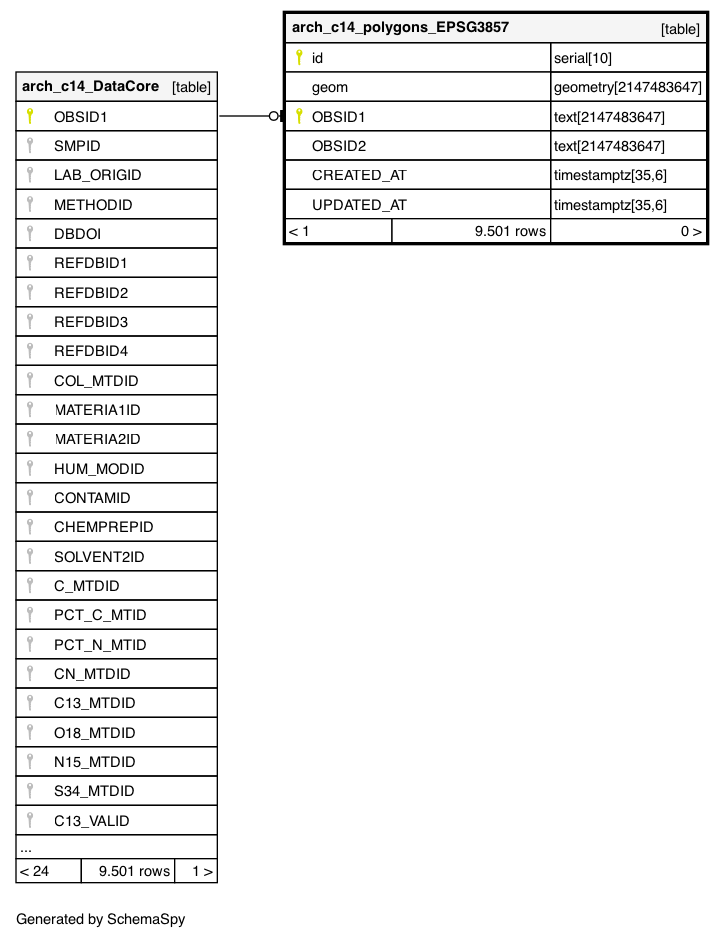 arch_c14_polygons_EPSG3857 [table]
id serial[10]
geom geometry[2147483647]
OBSID1 text[2147483647]
OBSID2 text[2147483647]
CREATED_AT timestamptz[35,6]
UPDATED_AT timestamptz[35,6]
< 1 9.501 rows 0 >
arch_c14_DataCore [table]
OBSID1
SMPID
LAB_ORIGID
METHODID
DBDOI
REFDBID1
REFDBID2
REFDBID3
REFDBID4
COL_MTDID
MATERIA1ID
MATERIA2ID
HUM_MODID
CONTAMID
CHEMPREPID
SOLVENT2ID
C_MTDID
PCT_C_MTID
PCT_N_MTID
CN_MTDID
C13_MTDID
O18_MTDID
N15_MTDID
S34_MTDID
C13_VALID
...
< 24 9.501 rows 1 >
Generated by SchemaSpy